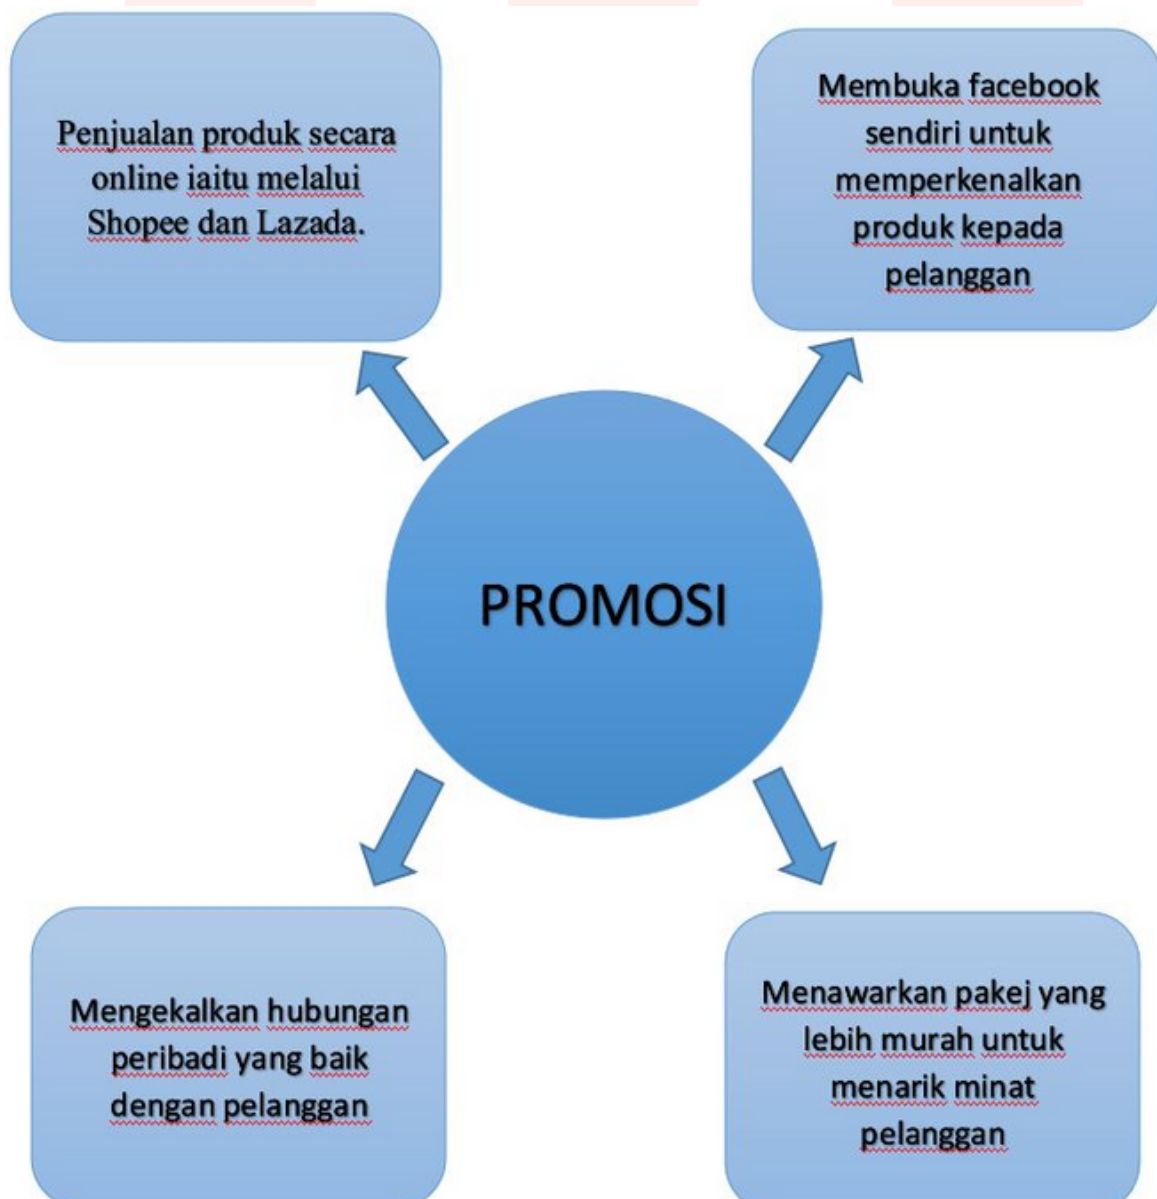 Penjualan produk secara
online iaitu melalui
Shopee dan Lazada.
Membuka facebook
sendiri untuk
memperkenalkan
produk kepada
pelanggan
PROMOSI
Mengekalkan hubungan
peribadi yang baik
dengan pelanggan
Menawarkan pakej yang
lebih murah untuk
menarik minat
pelanggan